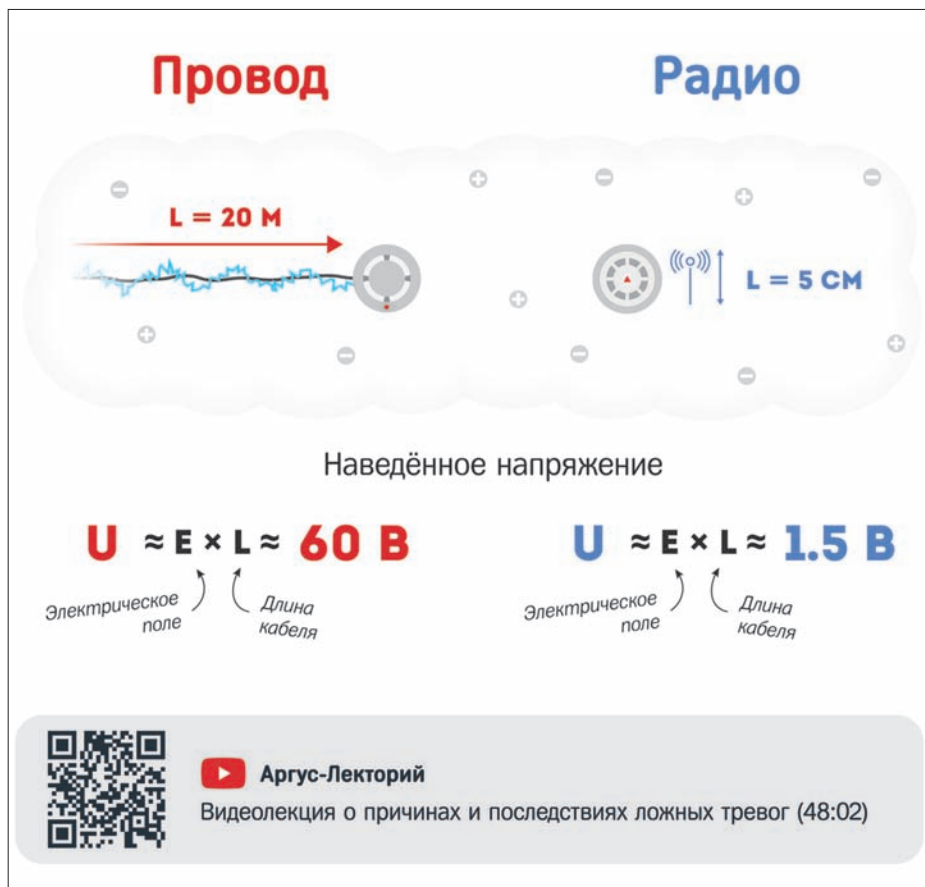 Провод
Радио
L = 20 М
L = 5 СМ
Наведённое напряжение
U ≈ E × L ≈ 60 В
Электрическое поле
Длина кабеля
U ≈ E × L ≈ 1.5 В
Электрическое поле
Длина кабеля
Аргус-Лекторий
Видеолекция о причинах и последствиях ложных тревог (48:02)